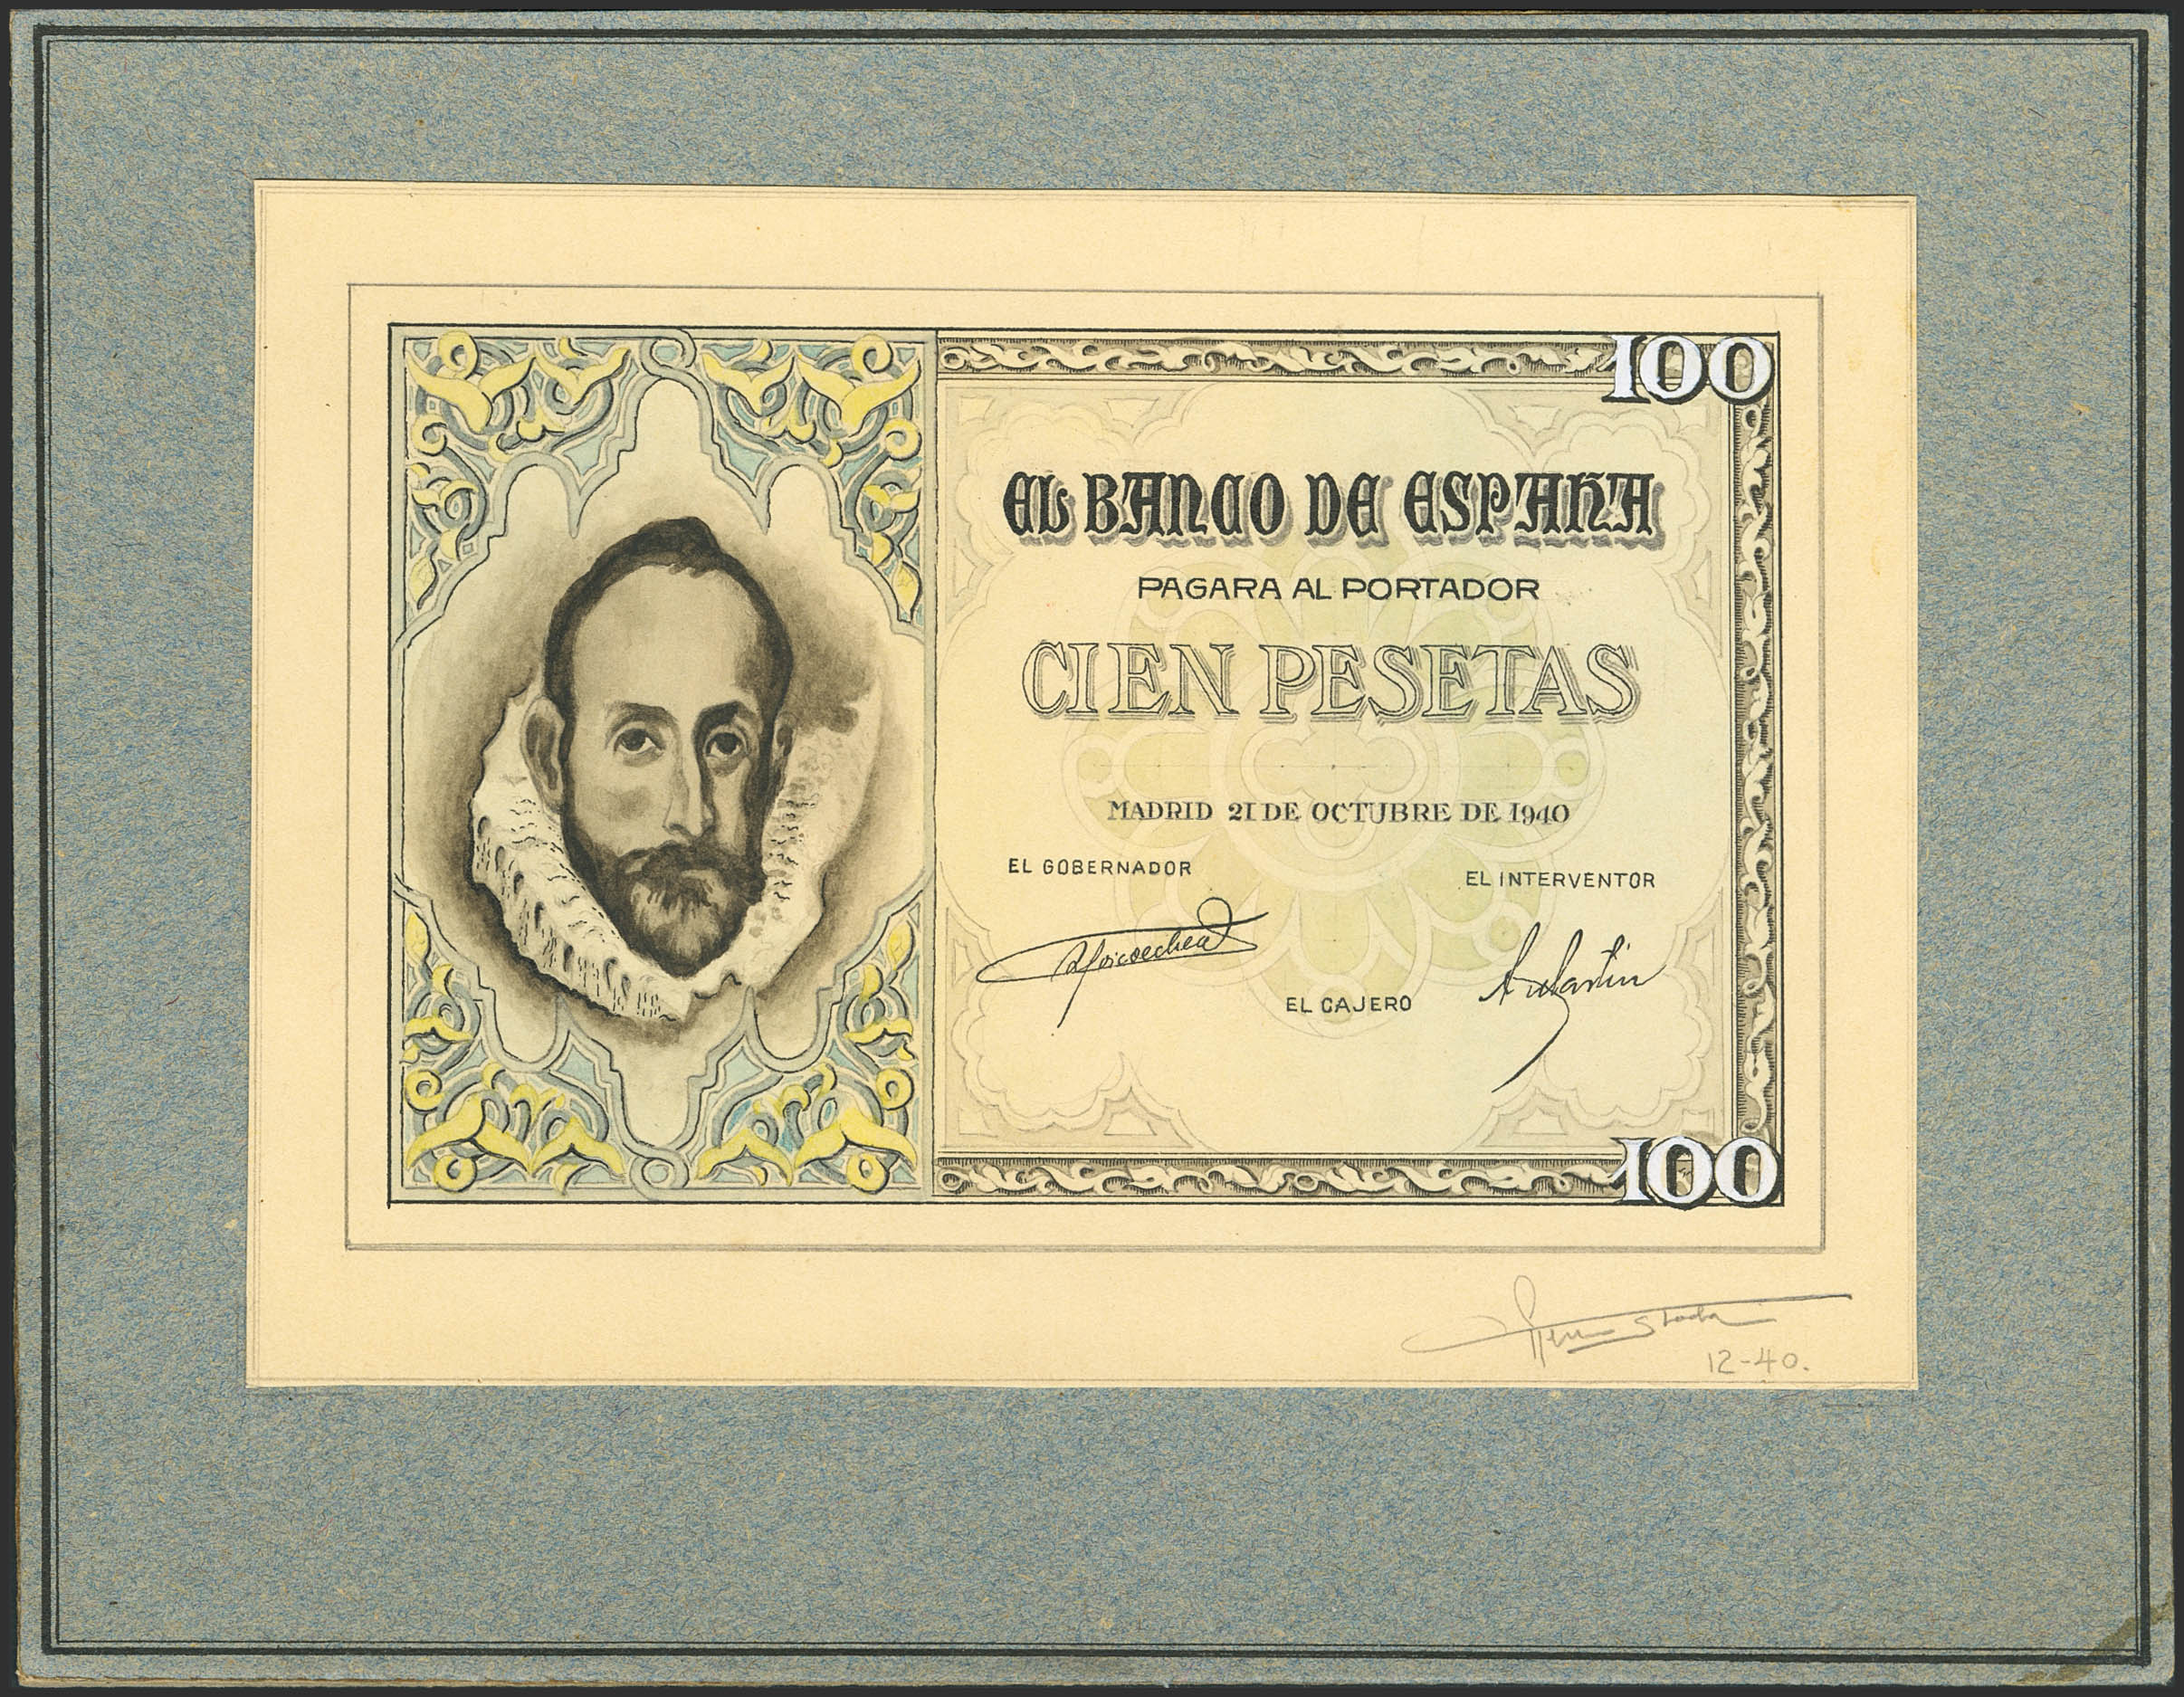 100
EL BANCO DE ESPAÑA
PAGARA AL PORTADOR
CIEN PESETAS
MADRID 21 DE OCTUBRE DE 1940
EL GOBERNADOR
EL INTERVENTOR
A. Martin
EL CAJERO
100
12-40.